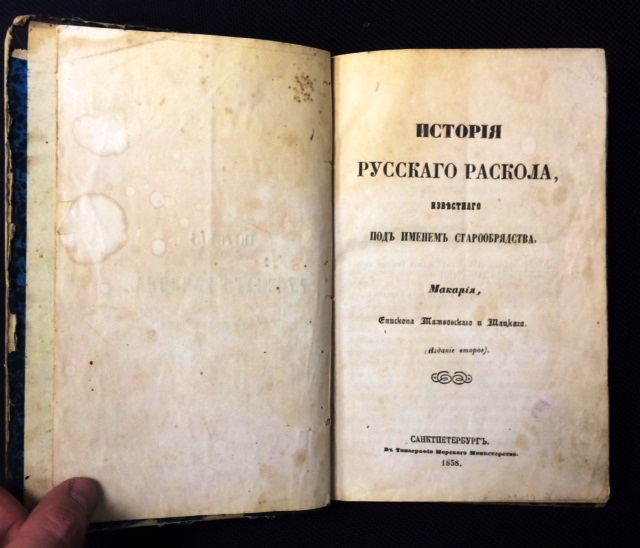 ИСТОРІЯ
РУССКАГО РАСКОЛА,
ИЗВѢСТНАГО
ПОДЪ ИМЕНЕМЪ СТАРООБРЯДСТВА.
Макарія,
Епископа Тамбовскаго и Шацкаго.
(Изданіе второе).
САНКТПЕТЕРБУРГЪ.
Въ Типографіи Морскаго Министерства.
1858.